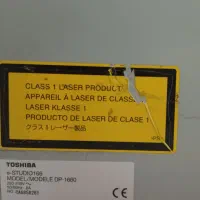 CLASS 1 LASER PRODUCT
APPAREIL À LASER DE CLASSE
LASER KLASSE 1
PRODUCTO DE LASER DE CLASE 1
クラス1レーザー製品
TOSHIBA
e-STUDIO166
MODEL/MODELE DP-1660